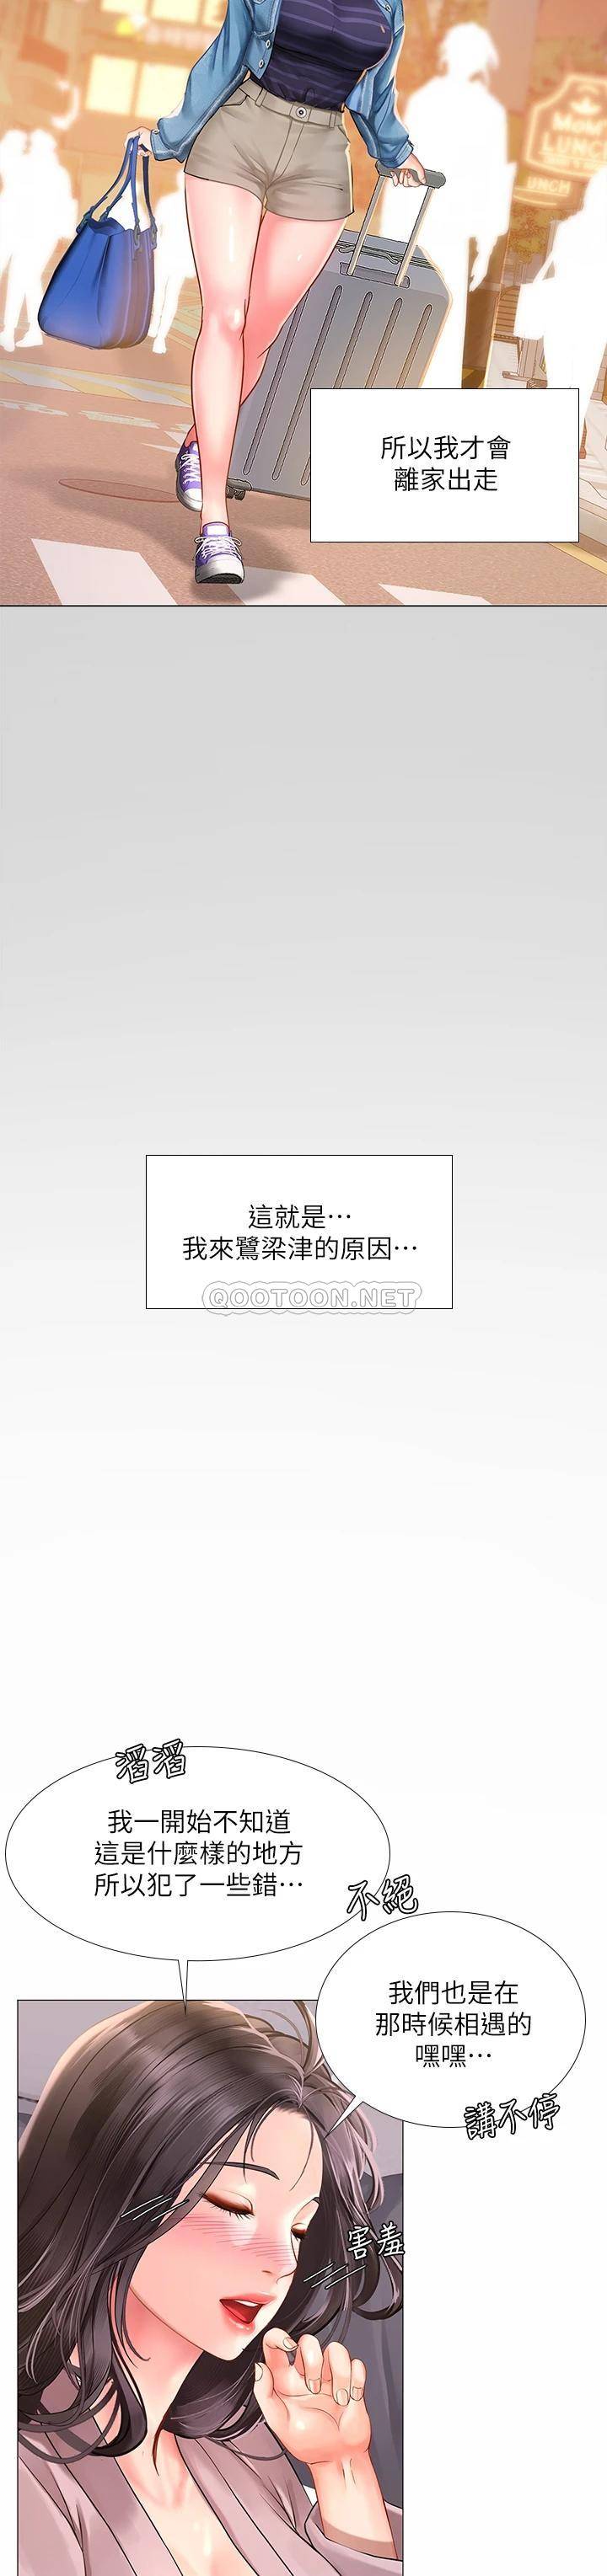 MoMs
LUNCH
UNCH
所以我才會
離家出走
這就是⋯
我來鷺梁津的原因⋯
QOOTOON.NET
滔滔
我一開始不知道
這是什麼樣的地方
所以犯了一些錯⋯
不絕
我們也是在
那時候相遇的
嘿嘿⋯
講不停
害羞